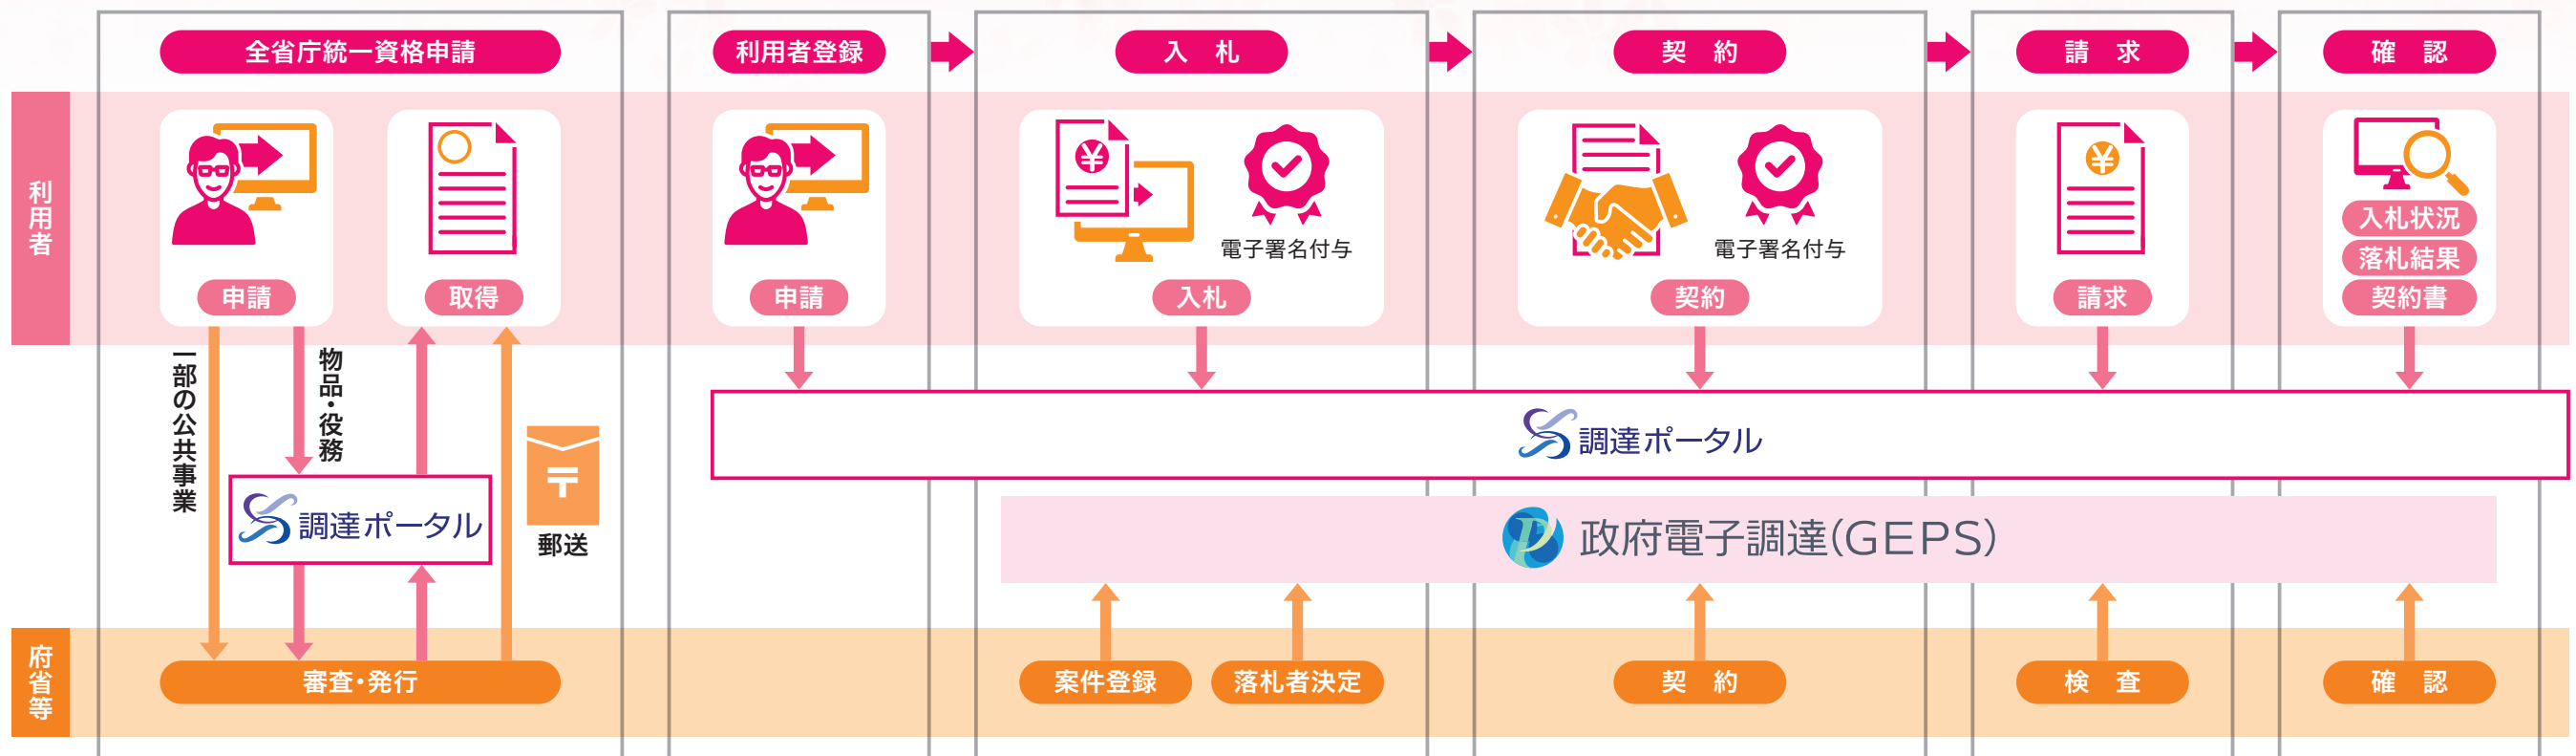 全省庁統一資格申請
利用者登録
入 札
契 約
請 求
確 認
利用者
申請
取得
申請
電子署名付与
入札
電子署名付与
契約
請求
入札状況
落札結果
契約書
一部の公共事業
物品・役務
調達ポータル
郵送
調達ポータル
政府電子調達(GEPS)
府省等
審査・発行
案件登録
落札者決定
契 約
検 査
確 認